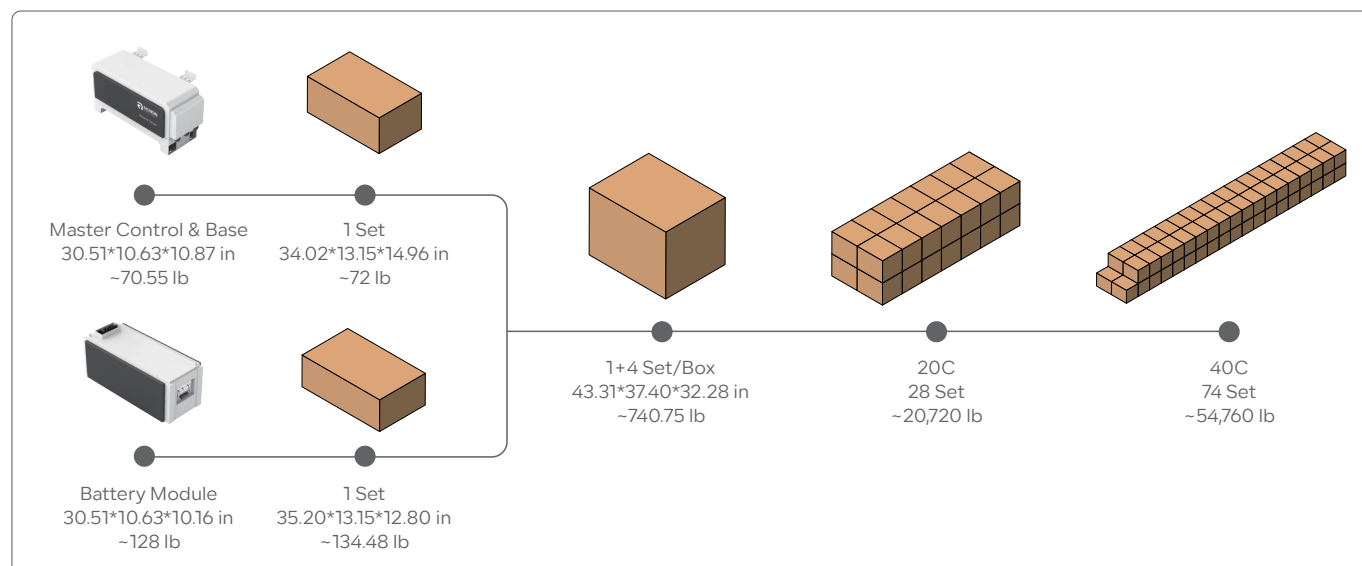 Master Control & Base
30.51*10.63*10.87 in
~70.55 lb
1 Set
34.02*13.15*14.96 in
~72 lb
Battery Module
30.51*10.63*10.16 in
~128 lb
1 Set
35.20*13.15*12.80 in
~134.48 lb
1+4 Set/Box
43.31*37.40*32.28 in
~740.75 lb
20C
28 Set
~20,720 lb
40C
74 Set
~54,760 lb